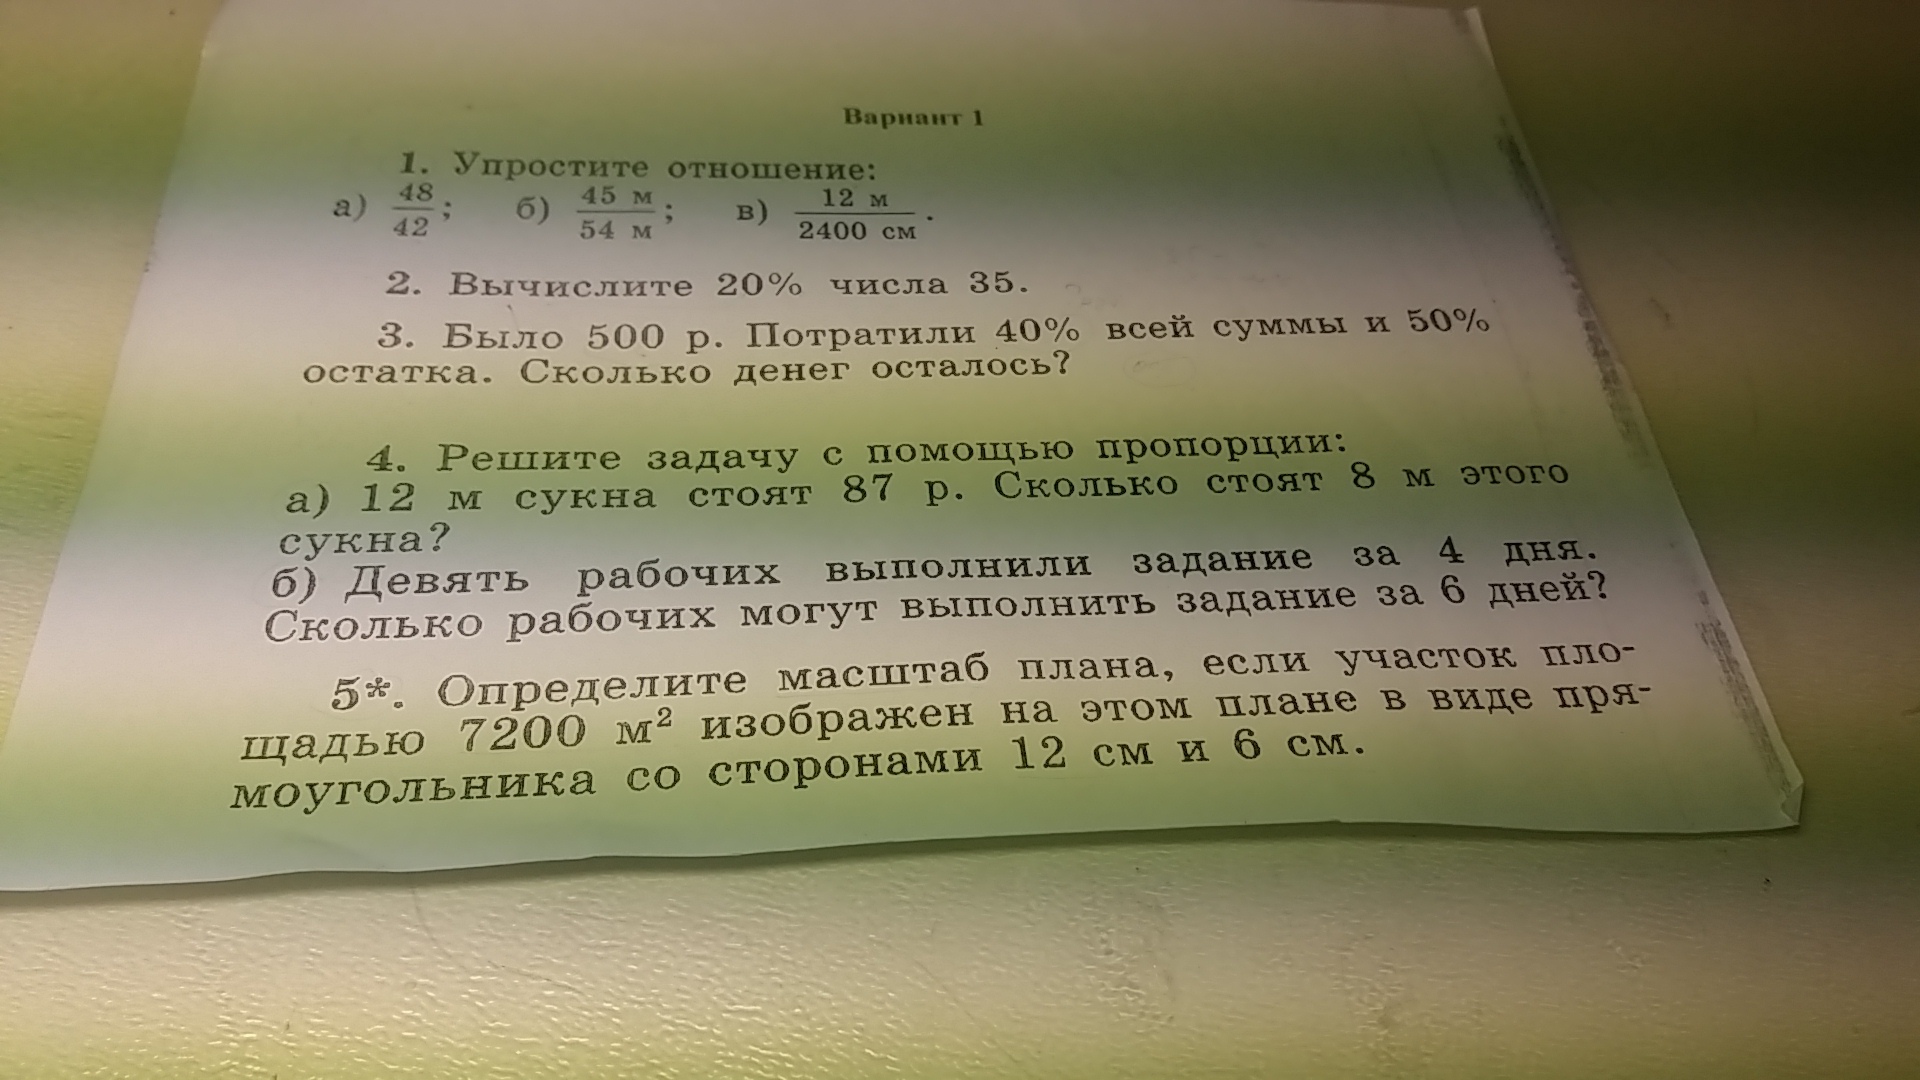 Вариант 1
1. Упростите отношение:
а) 48/42; б) 45 м/54 м; в) 12 м/2400 см.
2. Вычислите 20% числа 35.
3. Было 500 р. Потратили 40% всей суммы и 50%
остатка. Сколько денег осталось?
4. Решите задачу с помощью пропорции:
а) 12 м сукна стоят 87 р. Сколько стоят 8 м этого
сукна?
б) Девять рабочих выполнили задание за 4 дня.
Сколько рабочих могут выполнить задание за 6 дней?
5*. Определите масштаб плана, если участок пло-
щадью 7200 м² изображен на этом плане в виде пря-
моугольника со сторонами 12 см и 6 см.